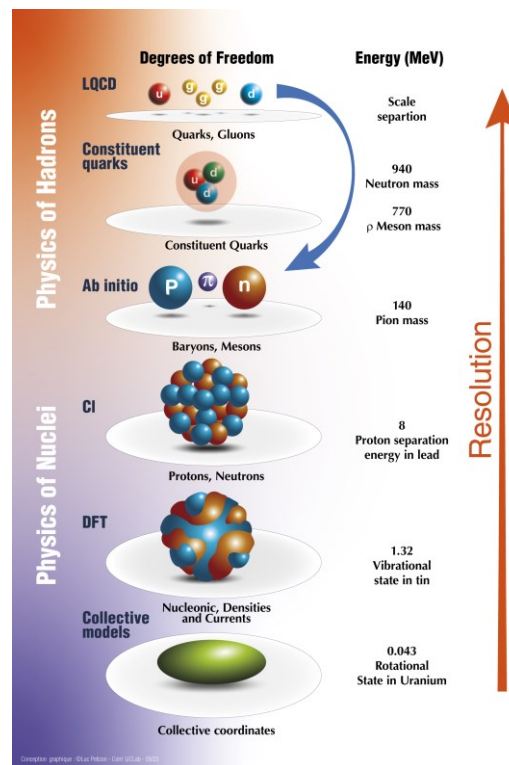 Degrees of Freedom
Energy (MeV)
LQCD
u
g
g
g
d
Scale
separtion
Quarks, Gluons
Constituent
quarks
u
d
d
940
Neutron mass
770
ρ Meson mass
Constituent Quarks
Ab initio
P
π
n
140
Pion mass
Baryons, Mesons
CI
8
Proton separation
energy in lead
Protons, Neutrons
DFT
1.32
Vibrational
state in tin
Nucleonic, Densities
and Currents
Collective
models
0.043
Rotational
State in Uranium
Collective coordinates
Physics of Hadrons
Physics of Nuclei
Resolution
Conception graphique :